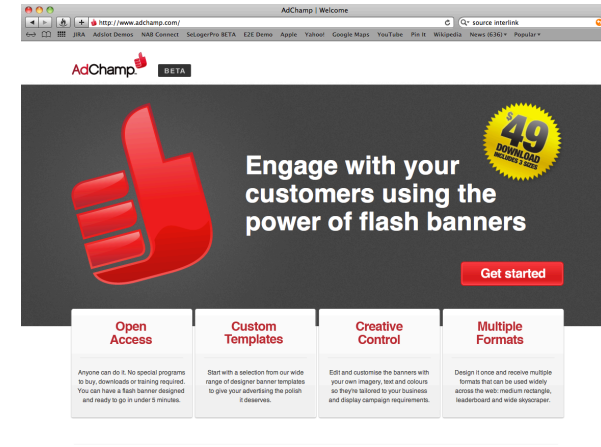 AdChamp | Welcome
http://www.adchamp.com/
source interlink
JIRA Adslot Demos NAB Connect SeLogerPro BETA E2E Demo Apple Yahoo! Google Maps YouTube Pin It Wikipedia News (636) Popular
AdChamp. BETA
$49
DOWNLOAD
INCLUDES 3 SIZES
Engage with your
customers using the
power of flash banners
Get started
Open
Access
Anyone can do it. No special programs
to buy, downloads or training required.
You can have a flash banner designed
and ready to go in under 5 minutes.
Custom
Templates
Start with a selection from our wide
range of designer banner templates
to give your advertising the polish
it deserves.
Creative
Control
Edit and customise the banners with
your own imagery, text and colours
so they're tailored to your business
and display campaign requirements.
Multiple
Formats
Design it once and receive multiple
formats that can be used widely
across the web: medium rectangle,
leaderboard and wide skyscraper.